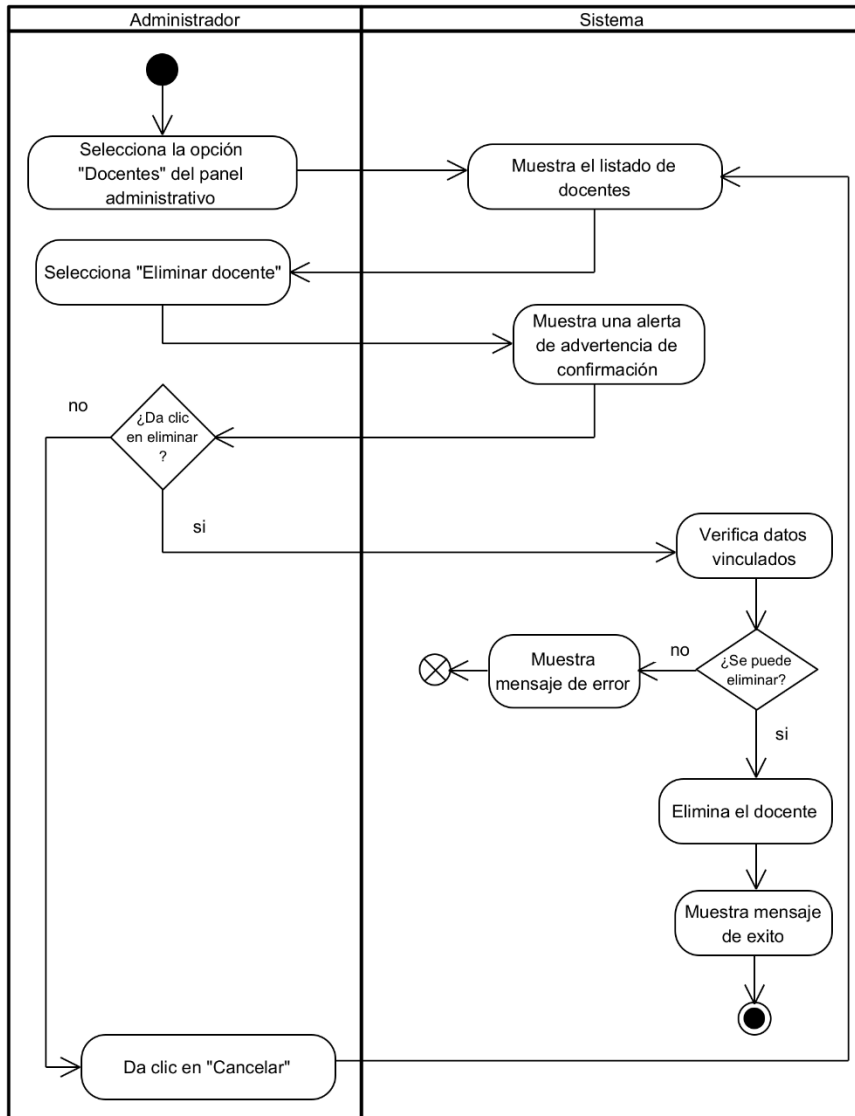 Administrador
Sistema
Selecciona la opción
"Docentes" del panel
administrativo
Muestra el listado de
docentes
Selecciona "Eliminar docente"
Muestra una alerta
de advertencia de
confirmación
no
¿Da clic
en eliminar
?
si
Verifica datos
vinculados
¿Se puede
eliminar?
no
Muestra
mensaje de error
si
Elimina el docente
Muestra mensaje
de exito
Da clic en "Cancelar"